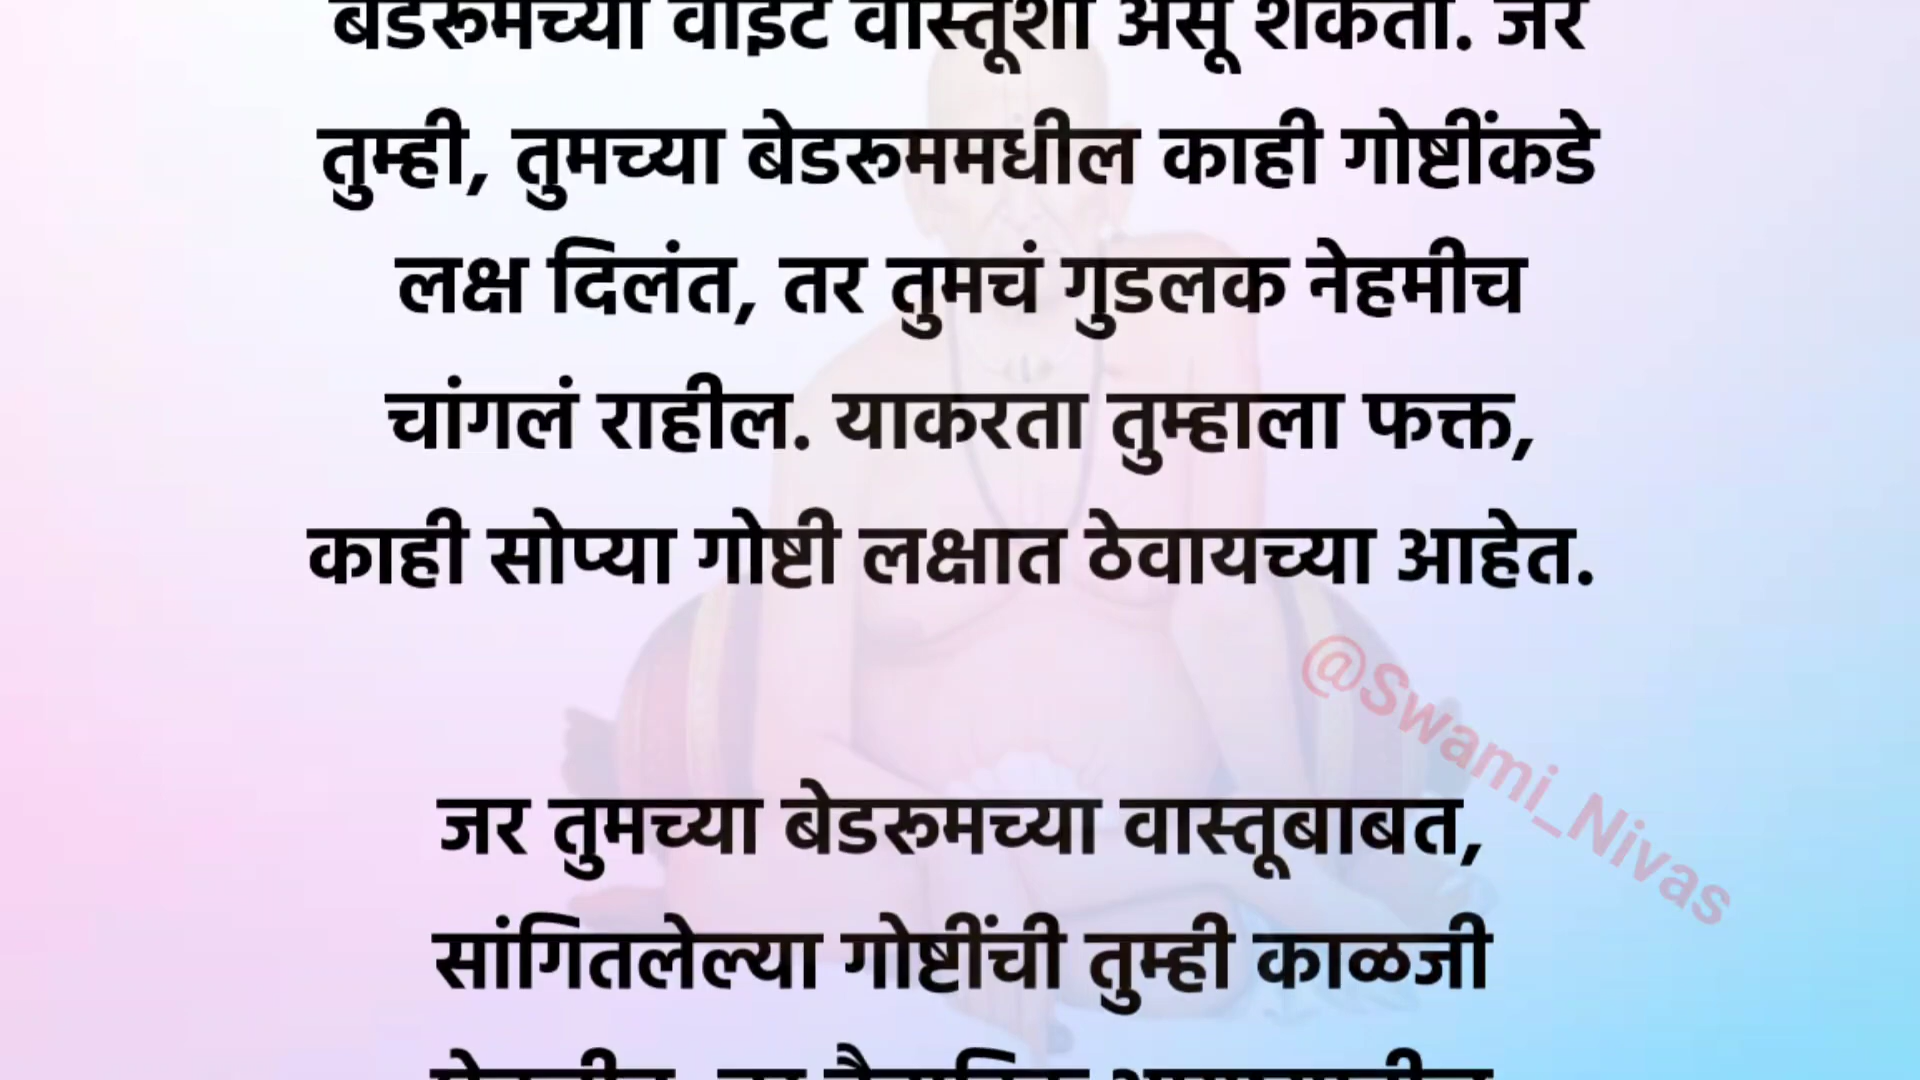 बेडरूमच्या वाइट वास्तूशी असू शकतो. जर
तुम्ही, तुमच्या बेडरूममधील काही गोष्टींकडे
लक्ष दिलंत, तर तुमचं गुडलक नेहमीच
चांगलं राहील. याकरता तुम्हाला फक्त,
काही सोप्या गोष्टी लक्षात ठेवायच्या आहेत.
@Swami_Nivas
जर तुमच्या बेडरूमच्या वास्तूबाबत,
सांगितलेल्या गोष्टींची तुम्ही काळजी